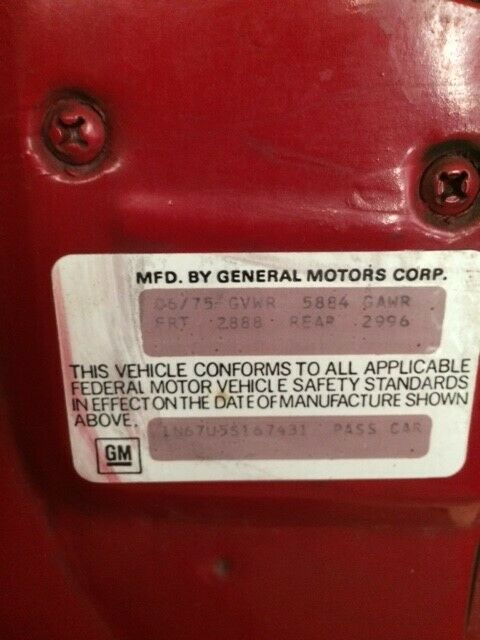 MFD. BY GENERAL MOTORS CORP.
06/75 GVWR 5884 GAWR
FRT 2888 REAR 2996
THIS VEHICLE CONFORMS TO ALL APPLICABLE
FEDERAL MOTOR VEHICLE SAFETY STANDARDS
IN EFFECT ON THE DATE OF MANUFACTURE SHOWN
ABOVE.
1N67U5S167431 PASS CAR
GM